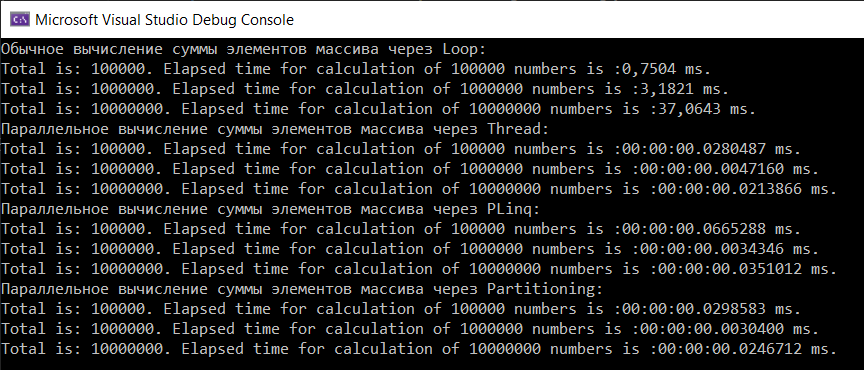 Microsoft Visual Studio Debug Console
Обычное вычисление суммы элементов массива через Loop:
Total is: 100000. Elapsed time for calculation of 100000 numbers is :0,7504 ms.
Total is: 1000000. Elapsed time for calculation of 1000000 numbers is :3,1821 ms.
Total is: 10000000. Elapsed time for calculation of 10000000 numbers is :37,0643 ms.
Параллельное вычисление суммы элементов массива через Thread:
Total is: 100000. Elapsed time for calculation of 100000 numbers is :00:00:00.0280487 ms.
Total is: 1000000. Elapsed time for calculation of 1000000 numbers is :00:00:00.0047160 ms.
Total is: 10000000. Elapsed time for calculation of 10000000 numbers is :00:00:00.0213866 ms.
Параллельное вычисление суммы элементов массива через PLinq:
Total is: 100000. Elapsed time for calculation of 100000 numbers is :00:00:00.0665288 ms.
Total is: 1000000. Elapsed time for calculation of 1000000 numbers is :00:00:00.0034346 ms.
Total is: 10000000. Elapsed time for calculation of 10000000 numbers is :00:00:00.0351012 ms.
Параллельное вычисление суммы элементов массива через Partitioning:
Total is: 100000. Elapsed time for calculation of 100000 numbers is :00:00:00.0298583 ms.
Total is: 1000000. Elapsed time for calculation of 1000000 numbers is :00:00:00.0030400 ms.
Total is: 10000000. Elapsed time for calculation of 10000000 numbers is :00:00:00.0246712 ms.